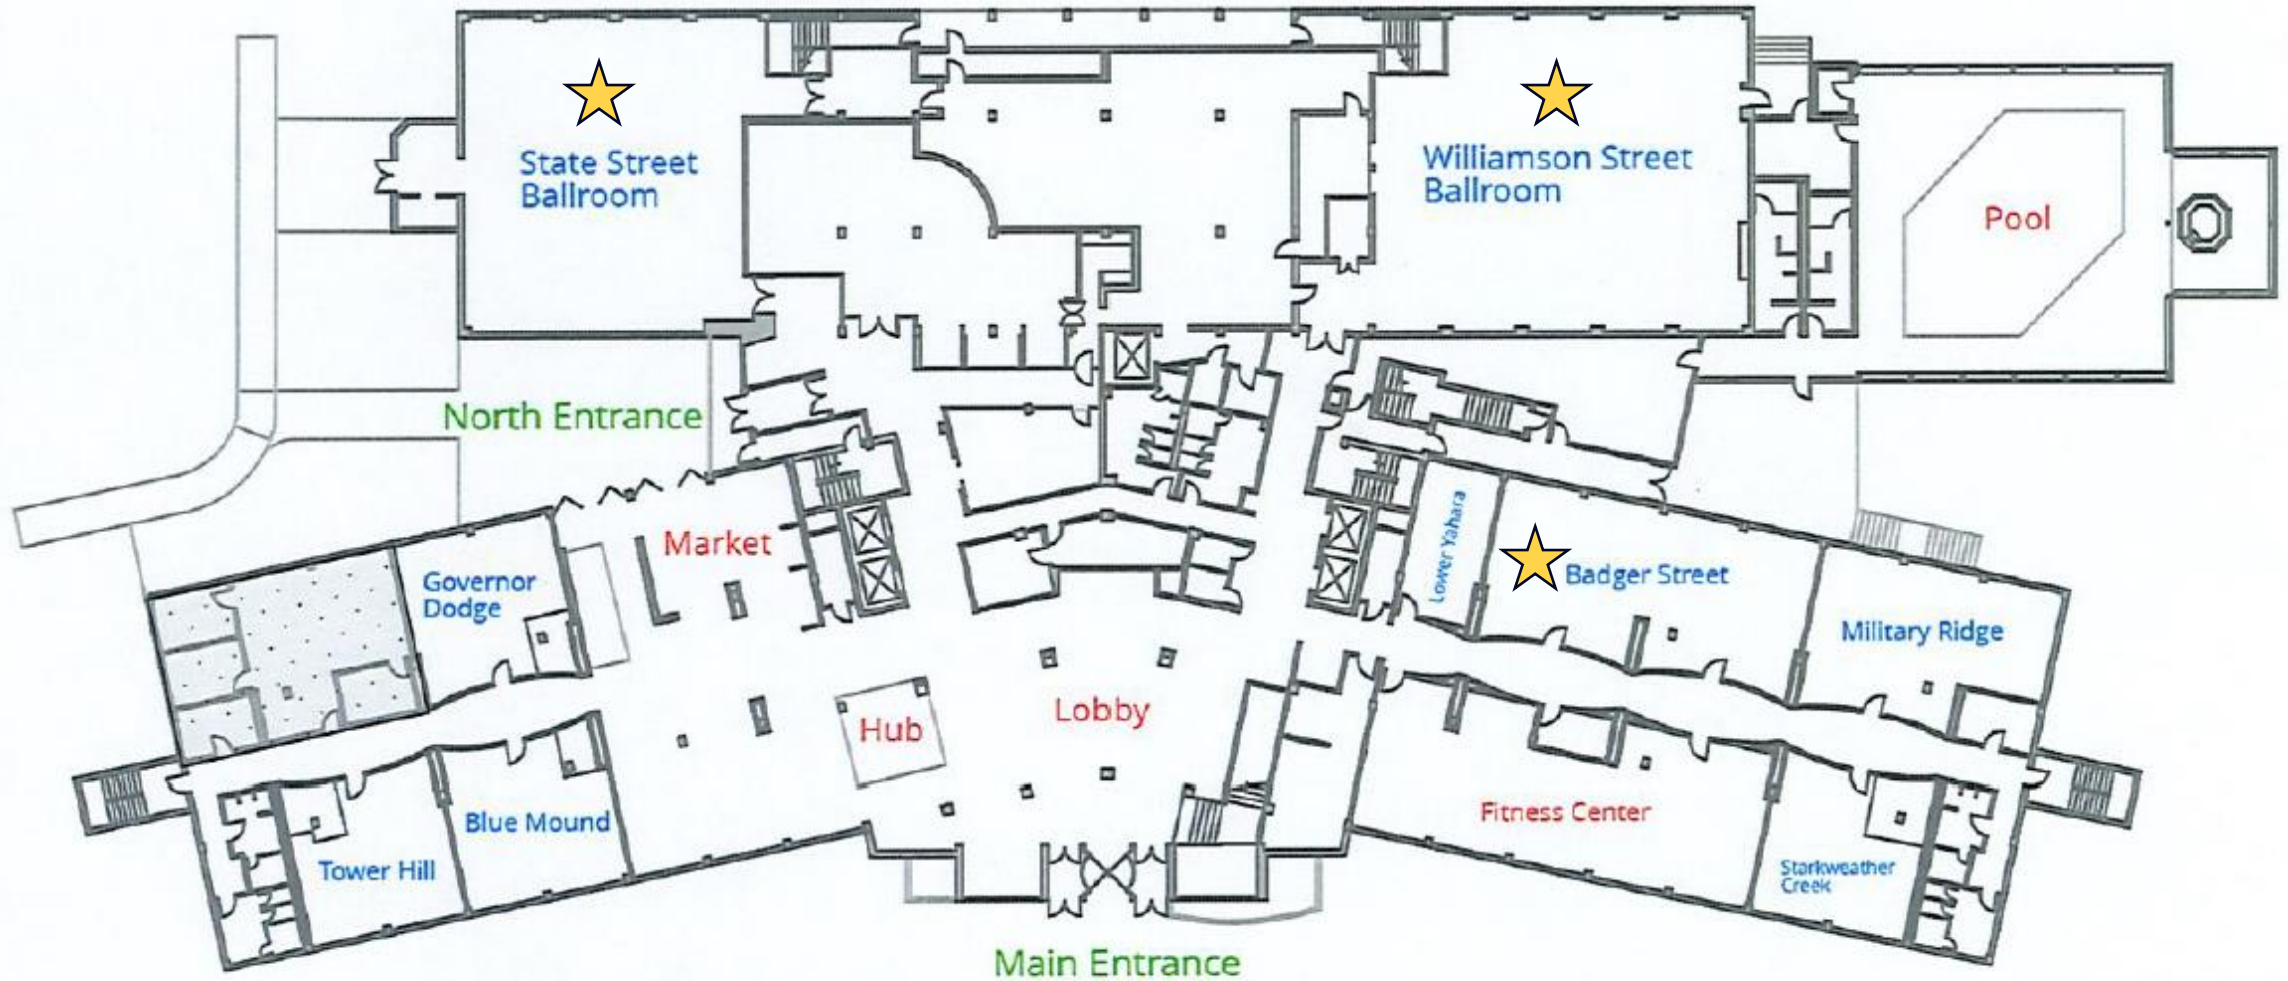 State Street
Ballroom
Williamson Street
Ballroom
Pool
North Entrance
Market
Governor
Dodge
Lower Yahara
Badger Street
Military Ridge
Hub
Lobby
Blue Mound
Tower Hill
Fitness Center
Starkweather
Creek
Main Entrance